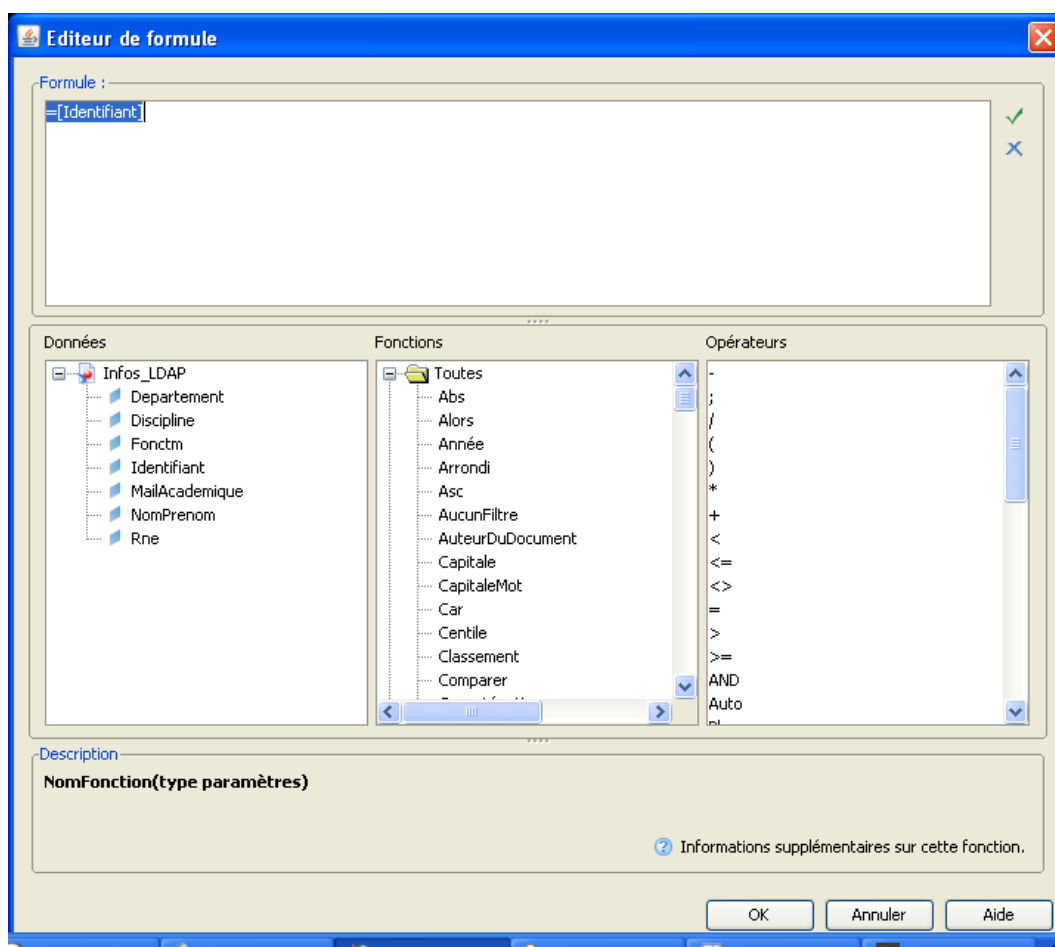 Editeur de formule
Formule :
=[Identifiant]
Données
Infos_LDAP
Departement
Discipline
Fonctm
Identifiant
MailAcademique
NomPrenom
Rne
Fonctions
Toutes
Abs
Alors
Année
Arrondi
Asc
AucunFiltre
AuteurDuDocument
Capitale
CapitaleMot
Car
Centile
Classement
Comparer
Opérateurs
-
;
/
(
)
*
+
<
<=
<>
=
>
>=
AND
Auto
Description
NomFonction(type paramètres)
Informations supplémentaires sur cette fonction.
OK
Annuler
Aide